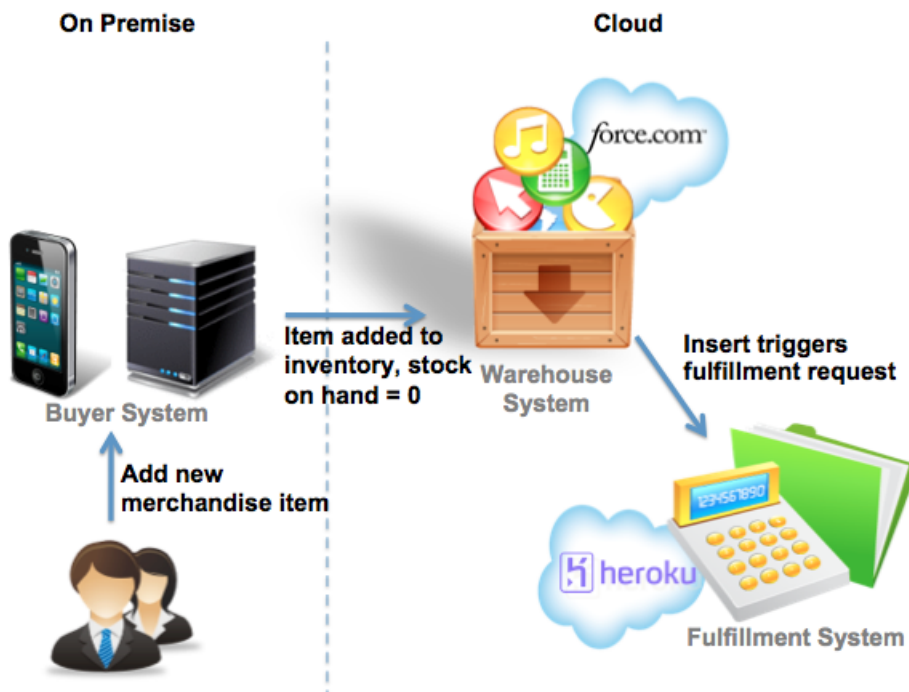 On Premise
Cloud
force.com
Item added to
inventory, stock
on hand = 0
Buyer System
Warehouse
System
Insert triggers
fulfillment request
Add new
merchandise item
1234567890
heroku
Fulfillment System